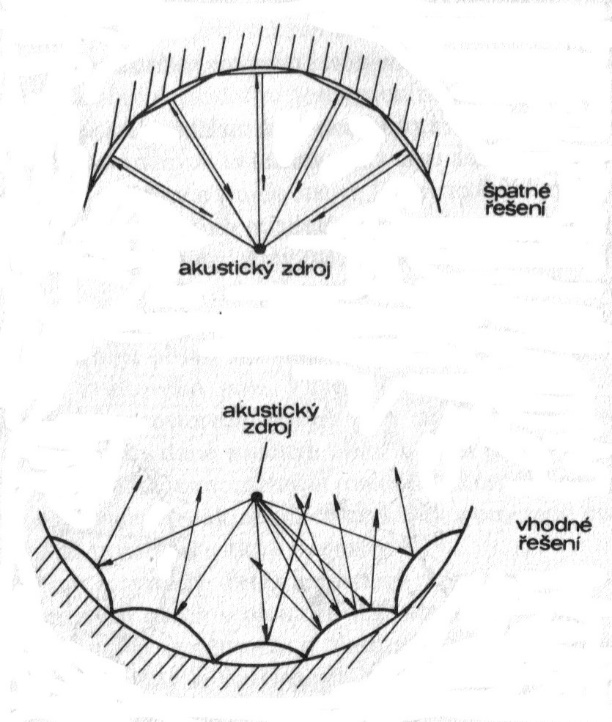 špatné
řešení
akustický zdroj
akustický
zdroj
vhodné
řešení